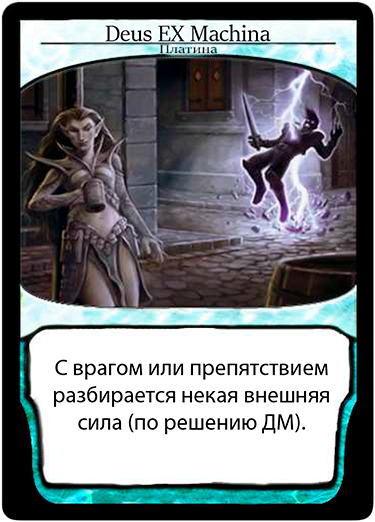 Deus EX Machina
Платина
С врагом или препятствием
разбирается некая внешняя
сила (по решению ДМ).